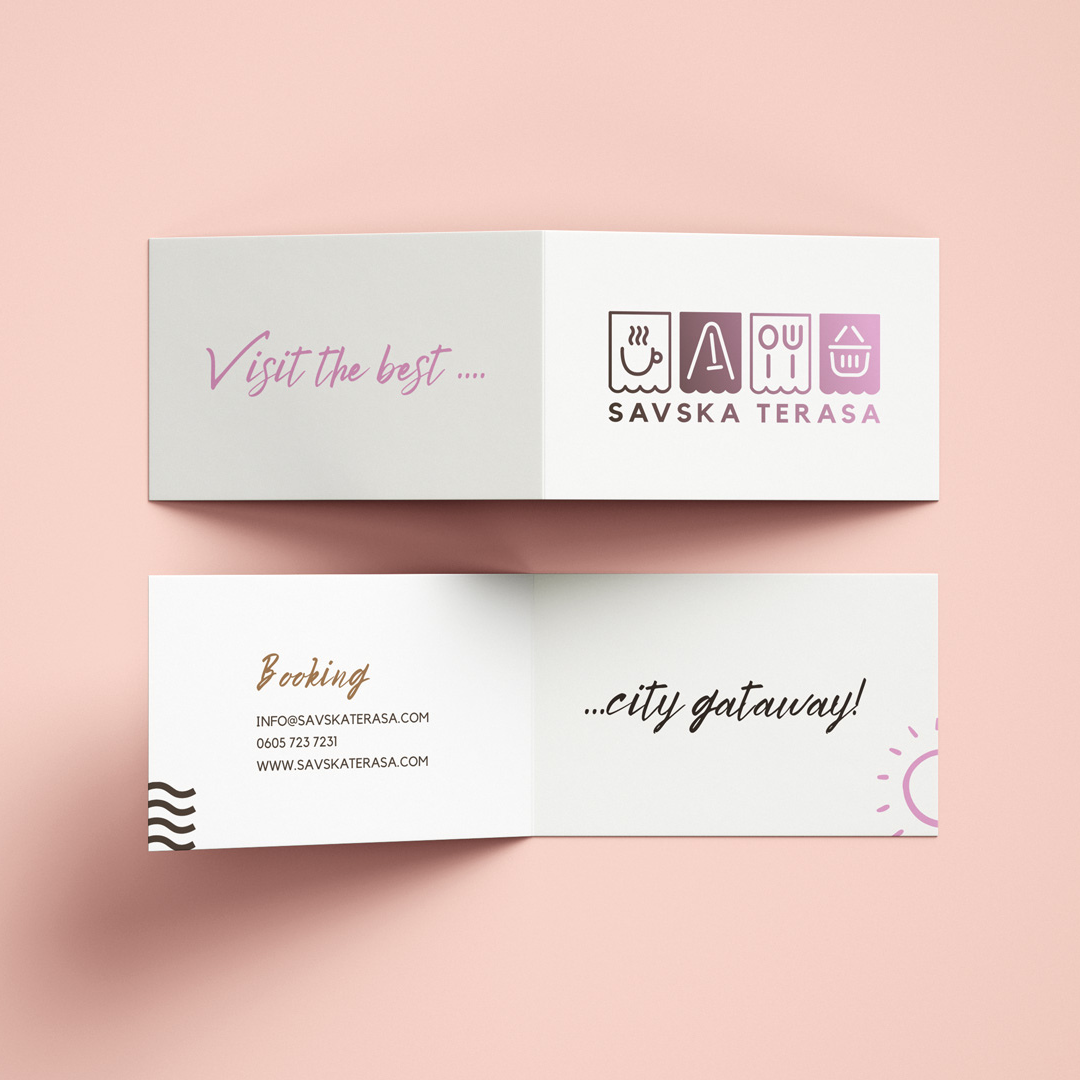 Visit the best ....
SAVSKA TERASA
Booking
INFO@SAVSKATERASA.COM
0605 723 7231
WWW.SAVSKATERASA.COM
...city gataway!